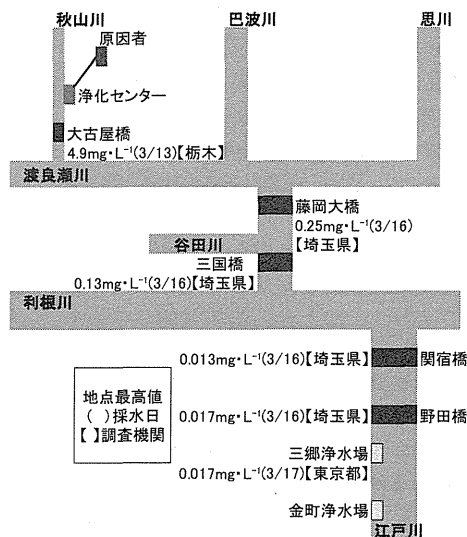 秋山川
巴波川
思川
原因者
浄化センター
大古屋橋
4.9mg・L⁻¹(3/13)【栃木】
渡良瀬川
藤岡大橋
0.25mg・L⁻¹(3/16)
【埼玉県】
谷田川
三国橋
0.13mg・L⁻¹(3/16)【埼玉県】
利根川
0.013mg・L⁻¹(3/16)【埼玉県】
関宿橋
地点最高値
( )採水日
【 】調査機関
0.017mg・L⁻¹(3/16)【埼玉県】
野田橋
三郷浄水場
0.017mg・L⁻¹(3/17)【東京都】
金町浄水場
江戸川